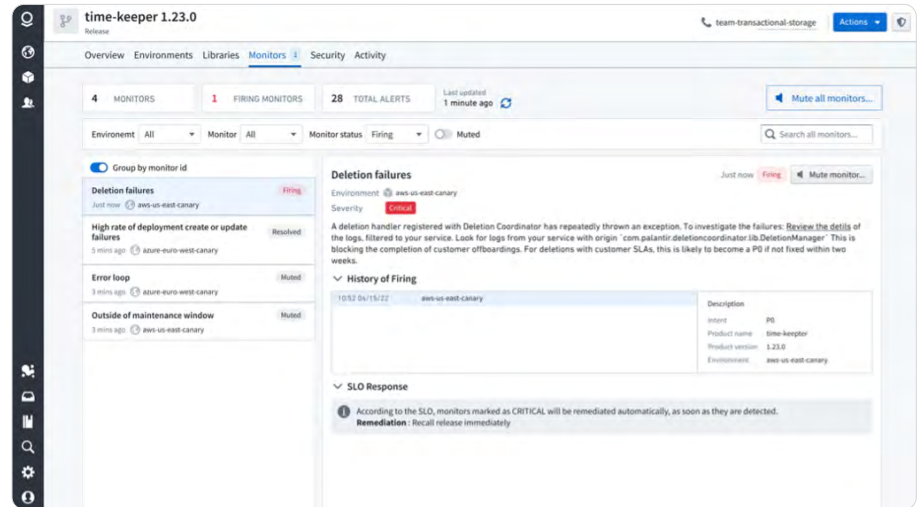 time-keeper 1.23.0
Release
team-transactional-storage
Actions
Overview Environments Libraries Monitors 1 Security Activity
4 MONITORS
1 FIRING MONITORS
28 TOTAL ALERTS
Last updated
1 minute ago
Mute all monitors...
Environemt All
Monitor All
Monitor status Firing
Muted
Search all monitors...
Group by monitor id
Deletion failures Firing
Just now aws-us-east-canary
High rate of deployment create or update
failures Resolved
5 mins ago azure-euro-west-canary
Error loop Muted
3 mins ago azure-euro-west-canary
Outside of maintenance window Muted
3 mins ago aws-us-east-canary
Deletion failures
Just now Firing Mute monitor...
Environment aws-us-east-canary
Severity Critical
A deletion handler registered with Deletion Coordinator has repeatedly thrown an exception. To investigate the failures: Review the detils of
the logs, filtered to your service. Look for logs from your service with origin `com.palantir.deletioncoordinator.lib.DeletionManager` This is
blocking the completion of customer offboardings. For deletions with customer SLAs, this is likely to become a P0 if not fixed within two
weeks.
History of Firing
10:52 04/15/22 aws-us-east-canary
Description
Intent P0
Product name time-keepter
Product version 1.23.0
Environment aws-us-east-canary
SLO Response
According to the SLO, monitors marked as CRITICAL will be remediated automatically, as soon as they are detected.
Remediation : Recall release immediately